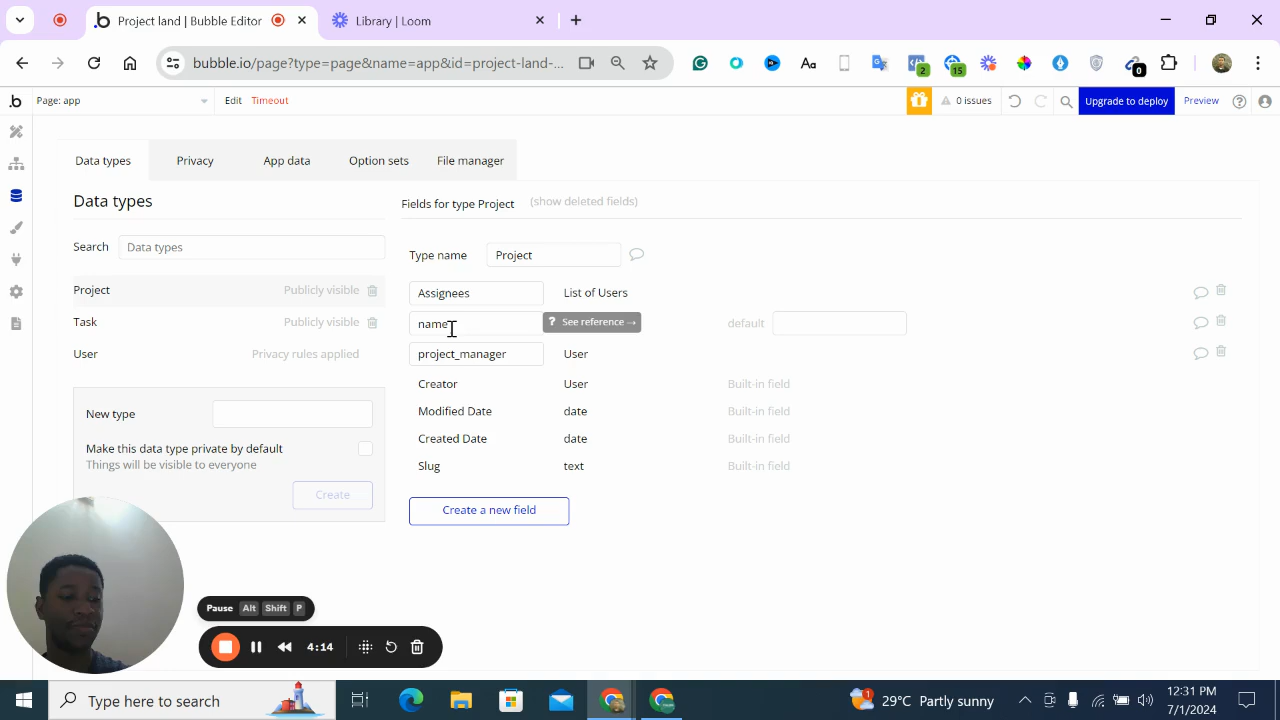 Project land | Bubble Editor
Library | Loom
bubble.io/page?type=page&name=app&id=project-land-...
2
15
0
Page: app
Edit
Timeout
0 issues
Upgrade to deploy
Preview
Data types
Privacy
App data
Option sets
File manager
Data types
Search
Data types
Project
Publicly visible
Task
Publicly visible
User
Privacy rules applied
New type
Make this data type private by default
Things will be visible to everyone
Create
Fields for type Project
(show deleted fields)
Type name
Project
Assignees
List of Users
name
? See reference →
default
project_manager
User
Creator
User
Built-in field
Modified Date
date
Built-in field
Created Date
date
Built-in field
Slug
text
Built-in field
Create a new field
Pause Alt Shift P
4:14
Type here to search
1
29°C Partly sunny
12:31 PM
7/1/2024